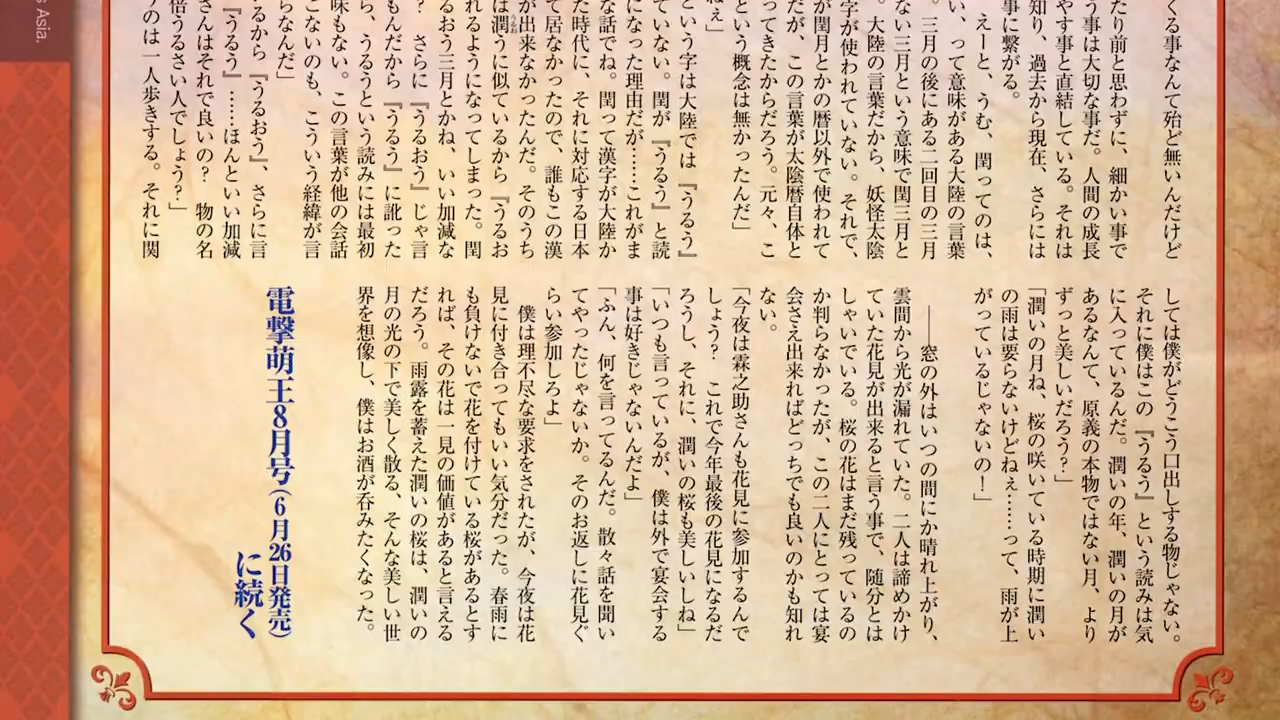 くる事なんて殆ど無いんだけど
たり前と思わずに、細かい事で
う事は大切な事だ。人間の成長
やす事と直結している。それは
知り、過去から現在、さらには
事に繋がる。
えーと、うむ、閏ってのは、
い、って意味がある大陸の言葉
。三月の後にある二回目の三月
ない三月という意味で閏三月と
。大陸の言葉だから、妖怪太陰
字が使われていない。それで、
が閏月とかの暦以外で使われて
だが、この言葉が太陰暦自体と
ってきたからだろう。元々、こ
という概念は無かったんだ」
ねぇ」
という字は大陸では『うるう』
ていない。閏が『うるう』と読
になった理由だが……これがま
な話でね。閏って漢字が大陸か
た時代に、それに対応する日本
て居なかったので、誰もこの漢
が出来なかったんだ。そのうち
は潤うるおうに似ているから『うるお
れるようになってしまった。閏
るおう三月とかね、いい加減な
？　さらに『うるおう』じゃ言
もんだから『うるう』に訛った
ら、うるうという読みには最初
味もない。この言葉が他の会話
こないのも、こういう経緯が言
らなんだ」
るから『うるおう』、さらに言
『うるう』……ほんといい加減
さんはそれで良いの？　物の名
倍うるさい人でしょう？」
のは一人歩きする。それに関
しては僕がどうこう口出しする物じゃない。
それに僕はこの『うるう』という読みは気
に入っているんだ。潤いの年、潤いの月が
あるなんて、原義の本物ではない月、より
ずっと美しいだろう？」
「潤いの月ね、桜の咲いている時期に潤い
の雨は要らないけどねぇ……って、雨が上
がっているじゃないの！」
――窓の外はいつの間にか晴れ上がり、
雲間から光が漏れていた。二人は諦めかけ
ていた花見が出来ると言う事で、随分とは
しゃいでいる。桜の花はまだ残っているの
か判らなかったが、この二人にとっては宴
会さえ出来ればどっちでも良いのかも知れ
ない。
「今夜は霖之助さんも花見に参加するんで
しょう？　これで今年最後の花見になるだ
ろうし、それに、潤いの桜も美しいしね」
「いつも言っているが、僕は外で宴会する
事は好きじゃないんだよ」
「ふん、何を言ってるんだ。散々話を聞い
てやったじゃないか。そのお返しに花見ぐ
らい参加しろよ」
僕は理不尽な要求をされたが、今夜は花
見に付き合ってもいい気分だった。春雨に
も負けないで花を付けている桜があるとす
れば、その花は一見の価値があると言える
だろう。雨露を蓄えた潤いの桜は、潤いの
月の光の下で美しく散る、そんな美しい世
界を想像し、僕はお酒が呑みたくなった。
電撃萌王8月号（6月26日発売）
に続く
s Asia.